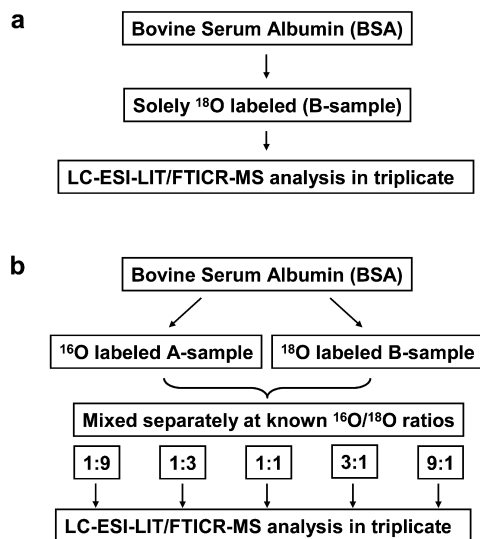 a
Bovine Serum Albumin (BSA)
Solely ¹⁸O labeled (B-sample)
LC-ESI-LIT/FTICR-MS analysis in triplicate
b
Bovine Serum Albumin (BSA)
¹⁶O labeled A-sample ¹⁸O labeled B-sample
Mixed separately at known ¹⁶O/¹⁸O ratios
1:9 1:3 1:1 3:1 9:1
LC-ESI-LIT/FTICR-MS analysis in triplicate